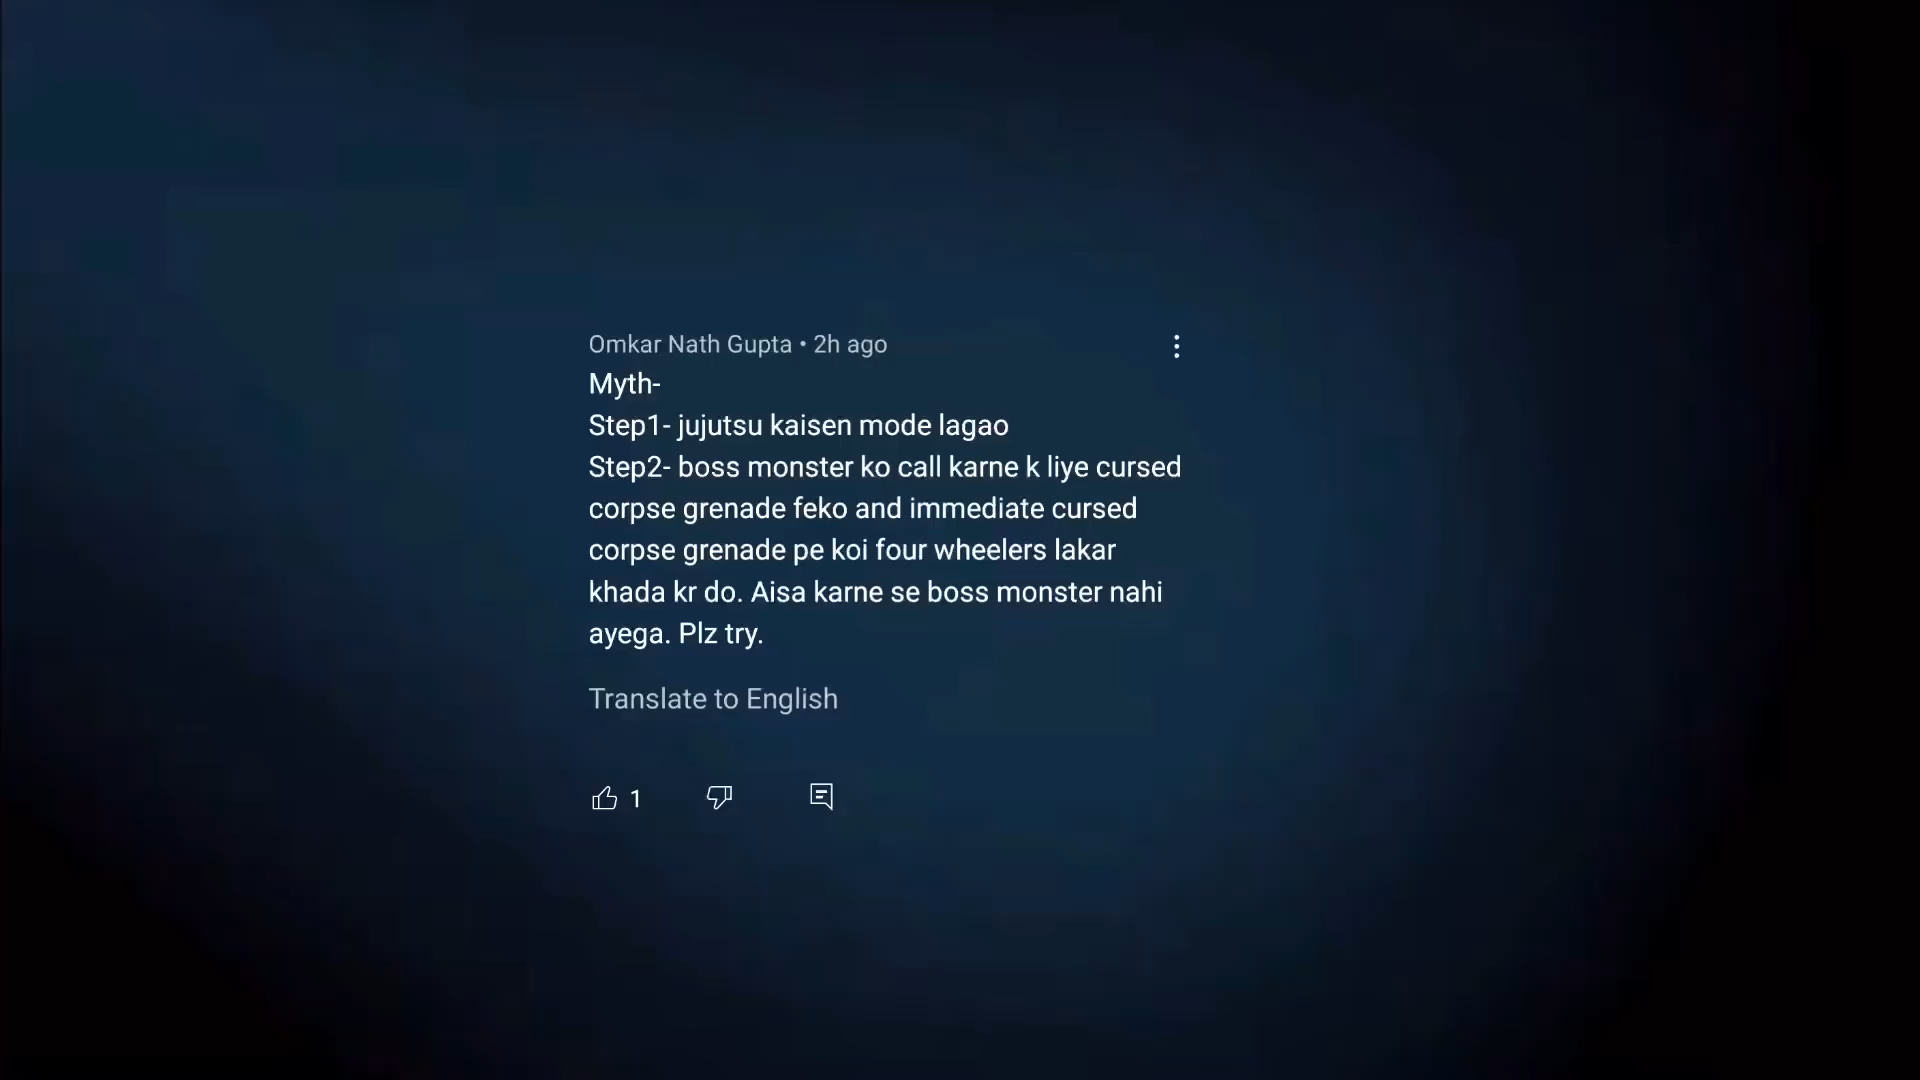 Omkar Nath Gupta • 2h ago
Myth-
Step1- jujutsu kaisen mode lagao
Step2- boss monster ko call karne k liye cursed
corpse grenade feko and immediate cursed
corpse grenade pe koi four wheelers lakar
khada kr do. Aisa karne se boss monster nahi
ayega. Plz try.
Translate to English
1